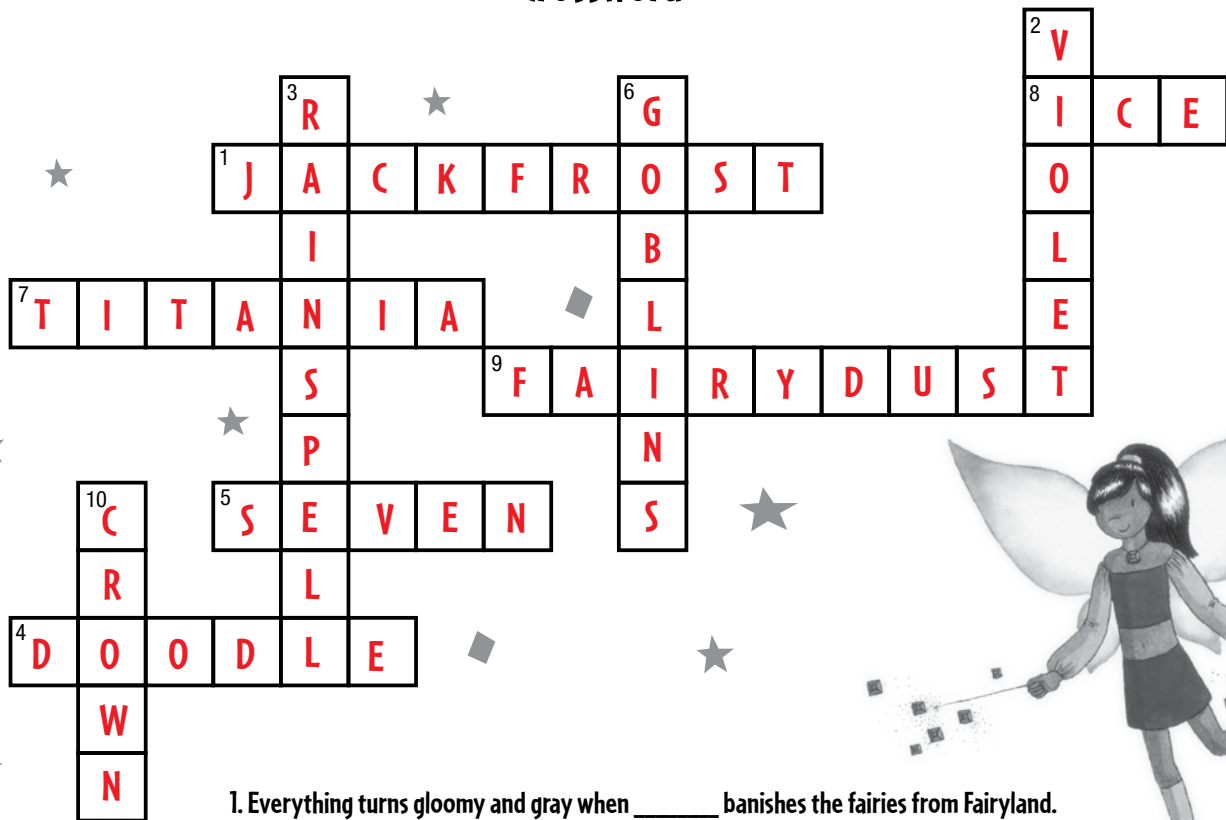 2 V
3 R 6 G 8 I C E
1 J A C K F R O S T O
I B L
7 T I T A N I A L E
S 9 F A I R Y D U S T
P N
10 C 5 S E V E N S
R L
4 D O O D L E
W
N
1. Everything turns gloomy and gray when _______ banishes the fairies from Fairyland.